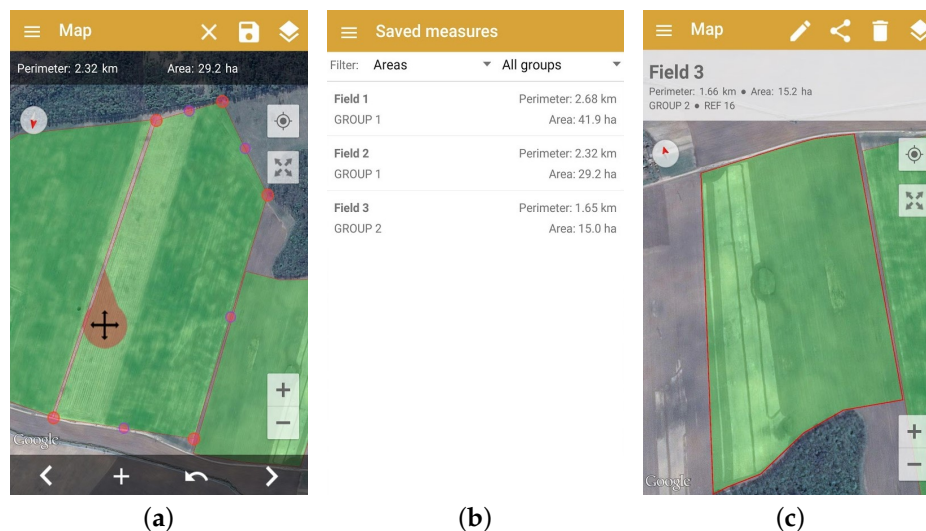 Map
Perimeter: 2.32 km Area: 29.2 ha
Google
(a)
Saved measures
Filter: Areas All groups
Field 1 Perimeter: 2.68 km
GROUP 1 Area: 41.9 ha
Field 2 Perimeter: 2.32 km
GROUP 1 Area: 29.2 ha
Field 3 Perimeter: 1.65 km
GROUP 2 Area: 15.0 ha
(b)
Map
Field 3
Perimeter: 1.66 km ● Area: 15.2 ha
GROUP 2 ● REF 16
Google
(c)